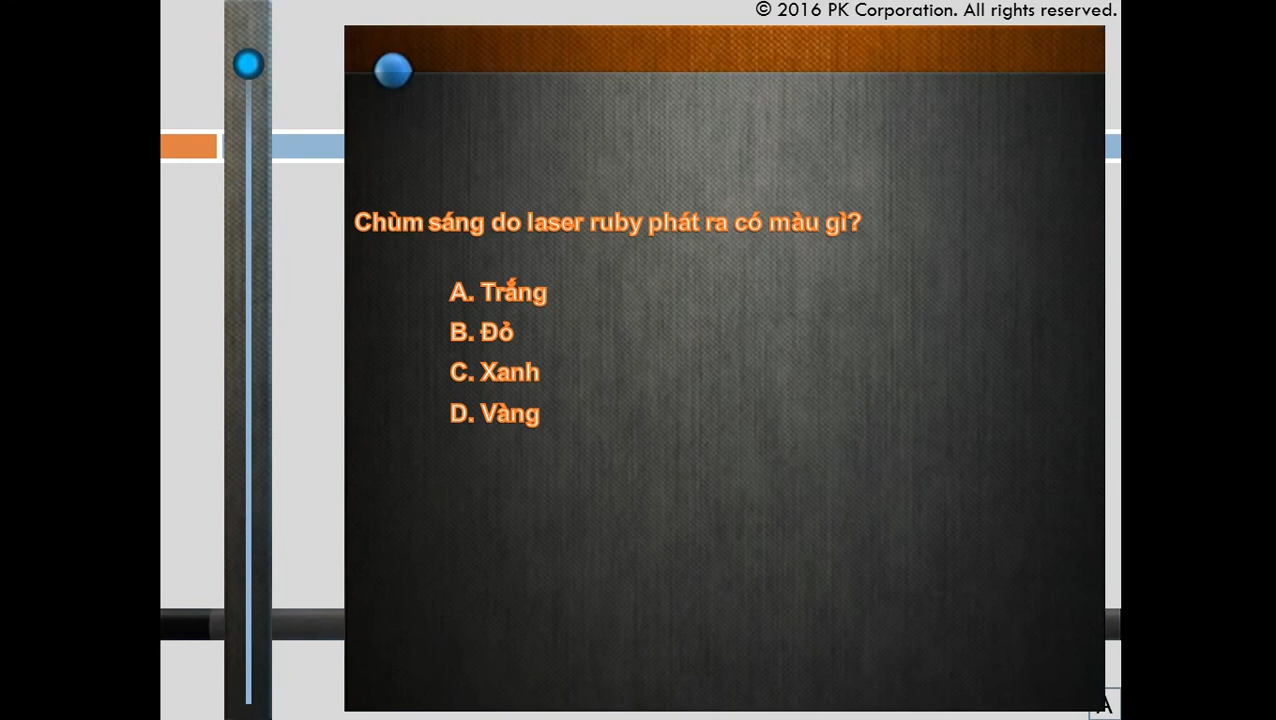 © 2016 PK Corporation. All rights reserved.
Chùm sáng do laser ruby phát ra có màu gì?
A. Trắng
B. Đỏ
C. Xanh
D. Vàng
A